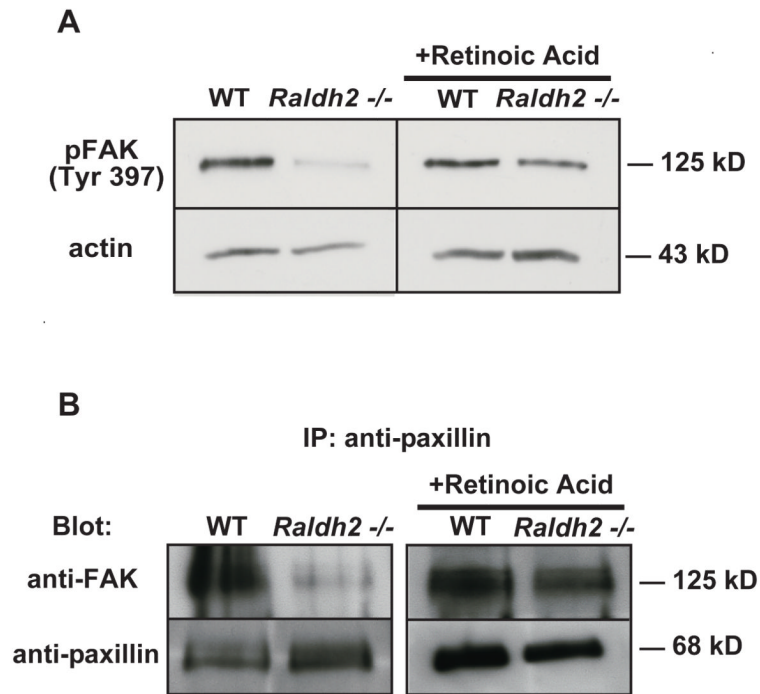 A
+Retinoic Acid
WT Raldh2 -/- WT Raldh2 -/-
pFAK
(Tyr 397)
— 125 kD
actin
— 43 kD
B
IP: anti-paxillin
+Retinoic Acid
Blot: WT Raldh2 -/- WT Raldh2 -/-
anti-FAK
— 125 kD
anti-paxillin
— 68 kD